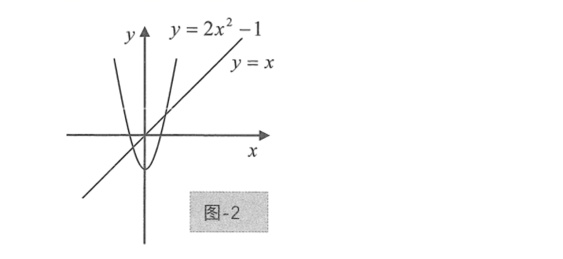 y
y = 2x² −1
y = x
x
图-2